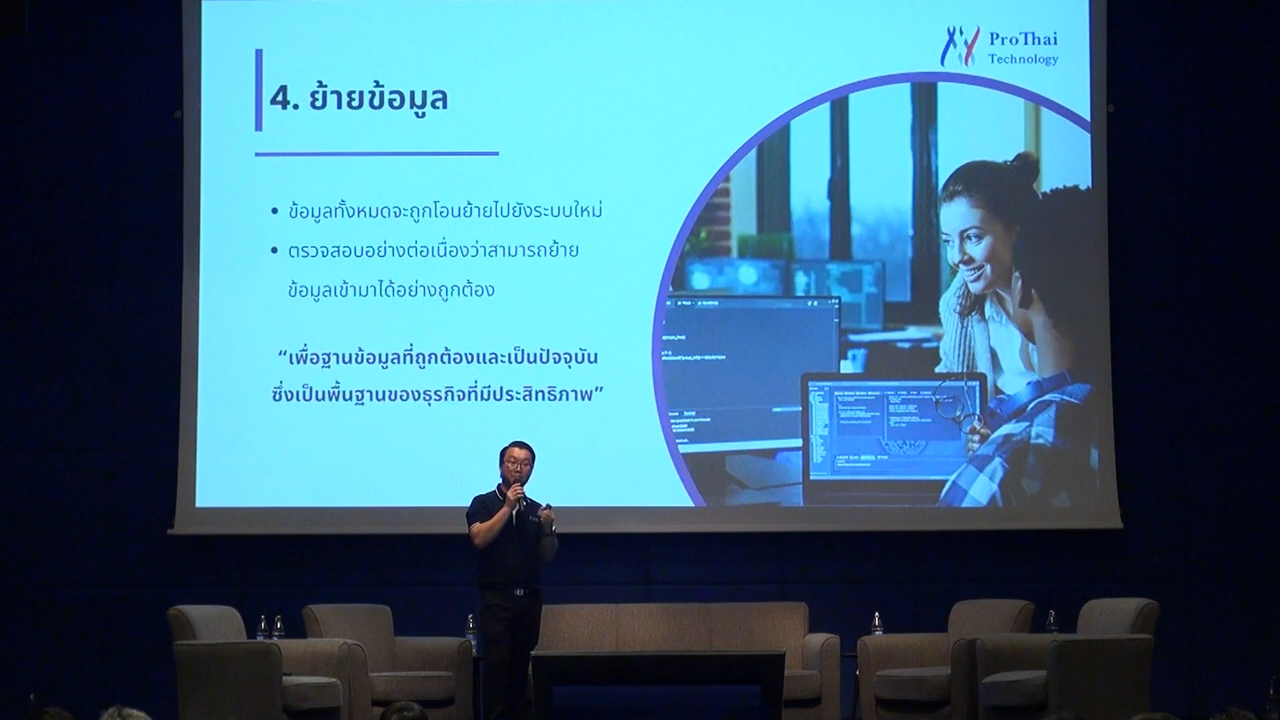 ProThai
Technology
4. ย้ายข้อมูล
• ข้อมูลทั้งหมดจะถูกโอนย้ายไปยังระบบใหม่
• ตรวจสอบอย่างต่อเนื่องว่าสามารถย้าย
ข้อมูลเข้ามาได้อย่างถูกต้อง
“เพื่อฐานข้อมูลที่ถูกต้องและเป็นปัจจุบัน
ซึ่งเป็นพื้นฐานของธุรกิจที่มีประสิทธิภาพ”